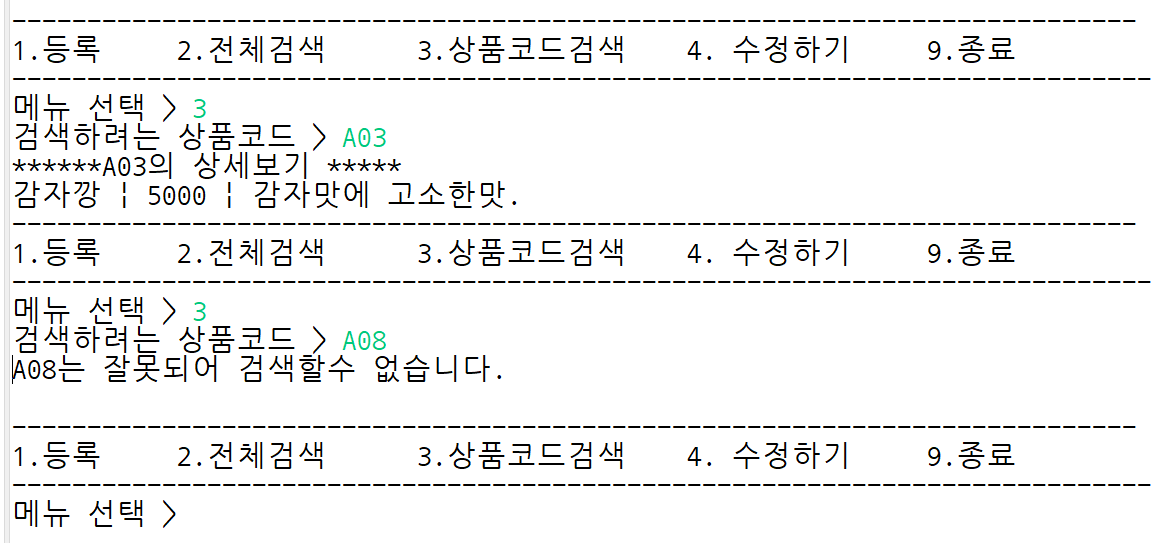 ---------------------------------------------------------------------------
1.등록     2.전체검색      3.상품코드검색    4. 수정하기     9.종료
----------------------------------------------------------------------------
메뉴 선택 > 3
검색하려는 상품코드 > A03
******A03의 상세보기 *****
감자깡 ¦ 5000 ¦ 감자맛에 고소한맛.
---------------------------------------------------------------------------
1.등록     2.전체검색      3.상품코드검색    4. 수정하기     9.종료
----------------------------------------------------------------------------
메뉴 선택 > 3
검색하려는 상품코드 > A08
A08는 잘못되어 검색할수 없습니다.
---------------------------------------------------------------------------
1.등록     2.전체검색      3.상품코드검색    4. 수정하기     9.종료
----------------------------------------------------------------------------
메뉴 선택 >